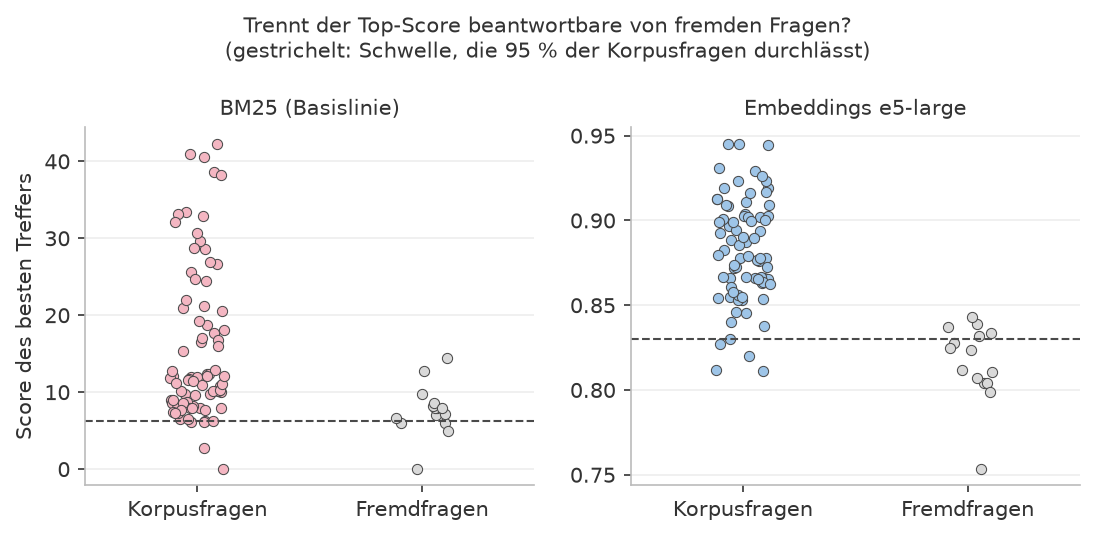 Trennt der Top-Score beantwortbare von fremden Fragen?
(gestrichelt: Schwelle, die 95 % der Korpusfragen durchlässt)
BM25 (Basislinie)
Score des besten Treffers
40
30
20
10
0
Korpusfragen
Fremdfragen
Embeddings e5-large
0.95
0.90
0.85
0.80
0.75
Korpusfragen
Fremdfragen